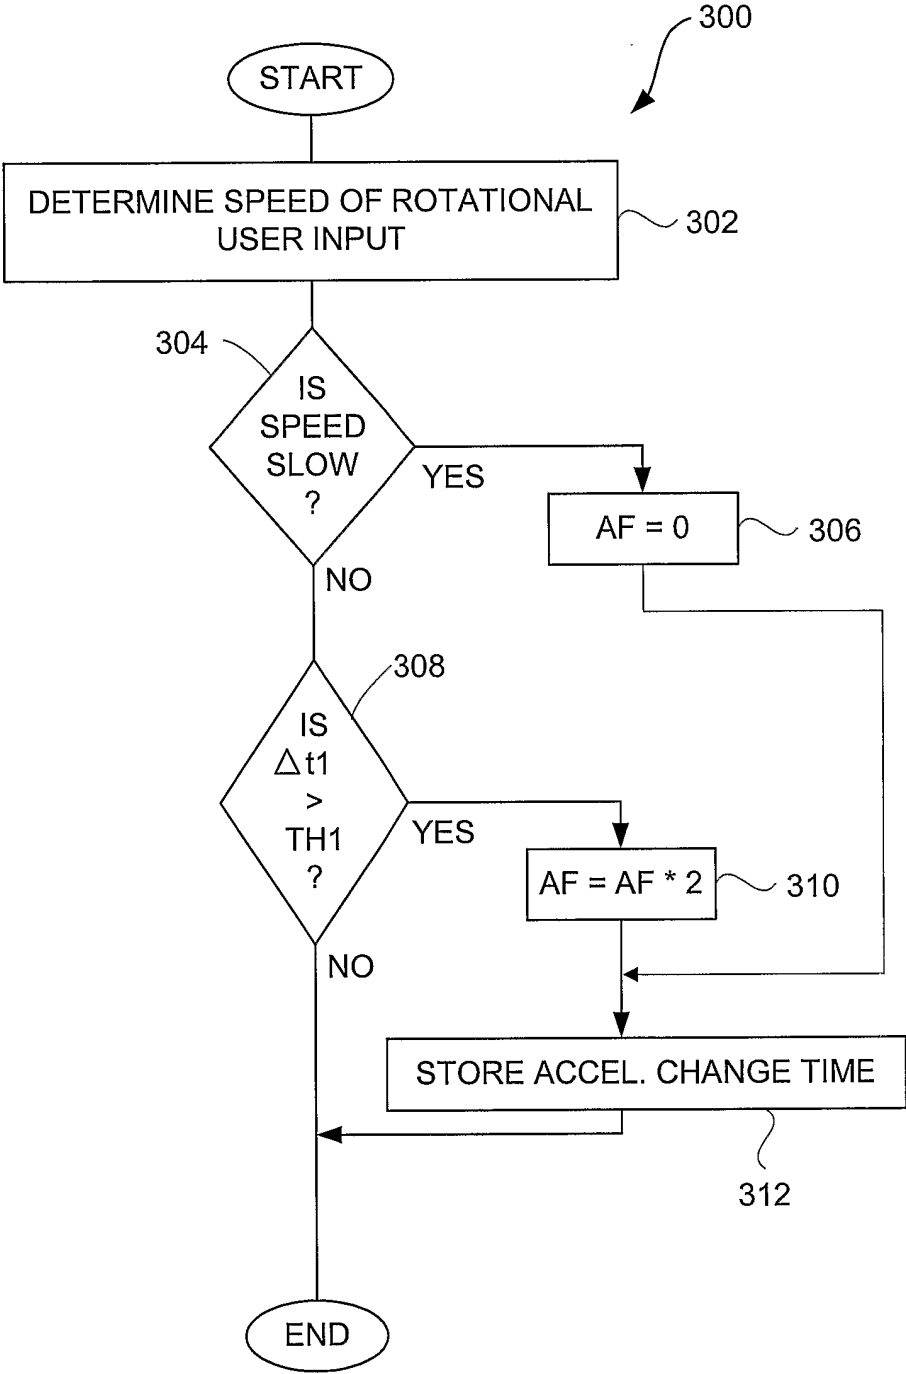 300
START
DETERMINE SPEED OF ROTATIONAL
USER INPUT
302
304
IS
SPEED
SLOW
?
YES
AF = 0
306
NO
308
IS
Δt1
>
TH1
?
YES
AF = AF * 2
310
NO
STORE ACCEL. CHANGE TIME
312
END